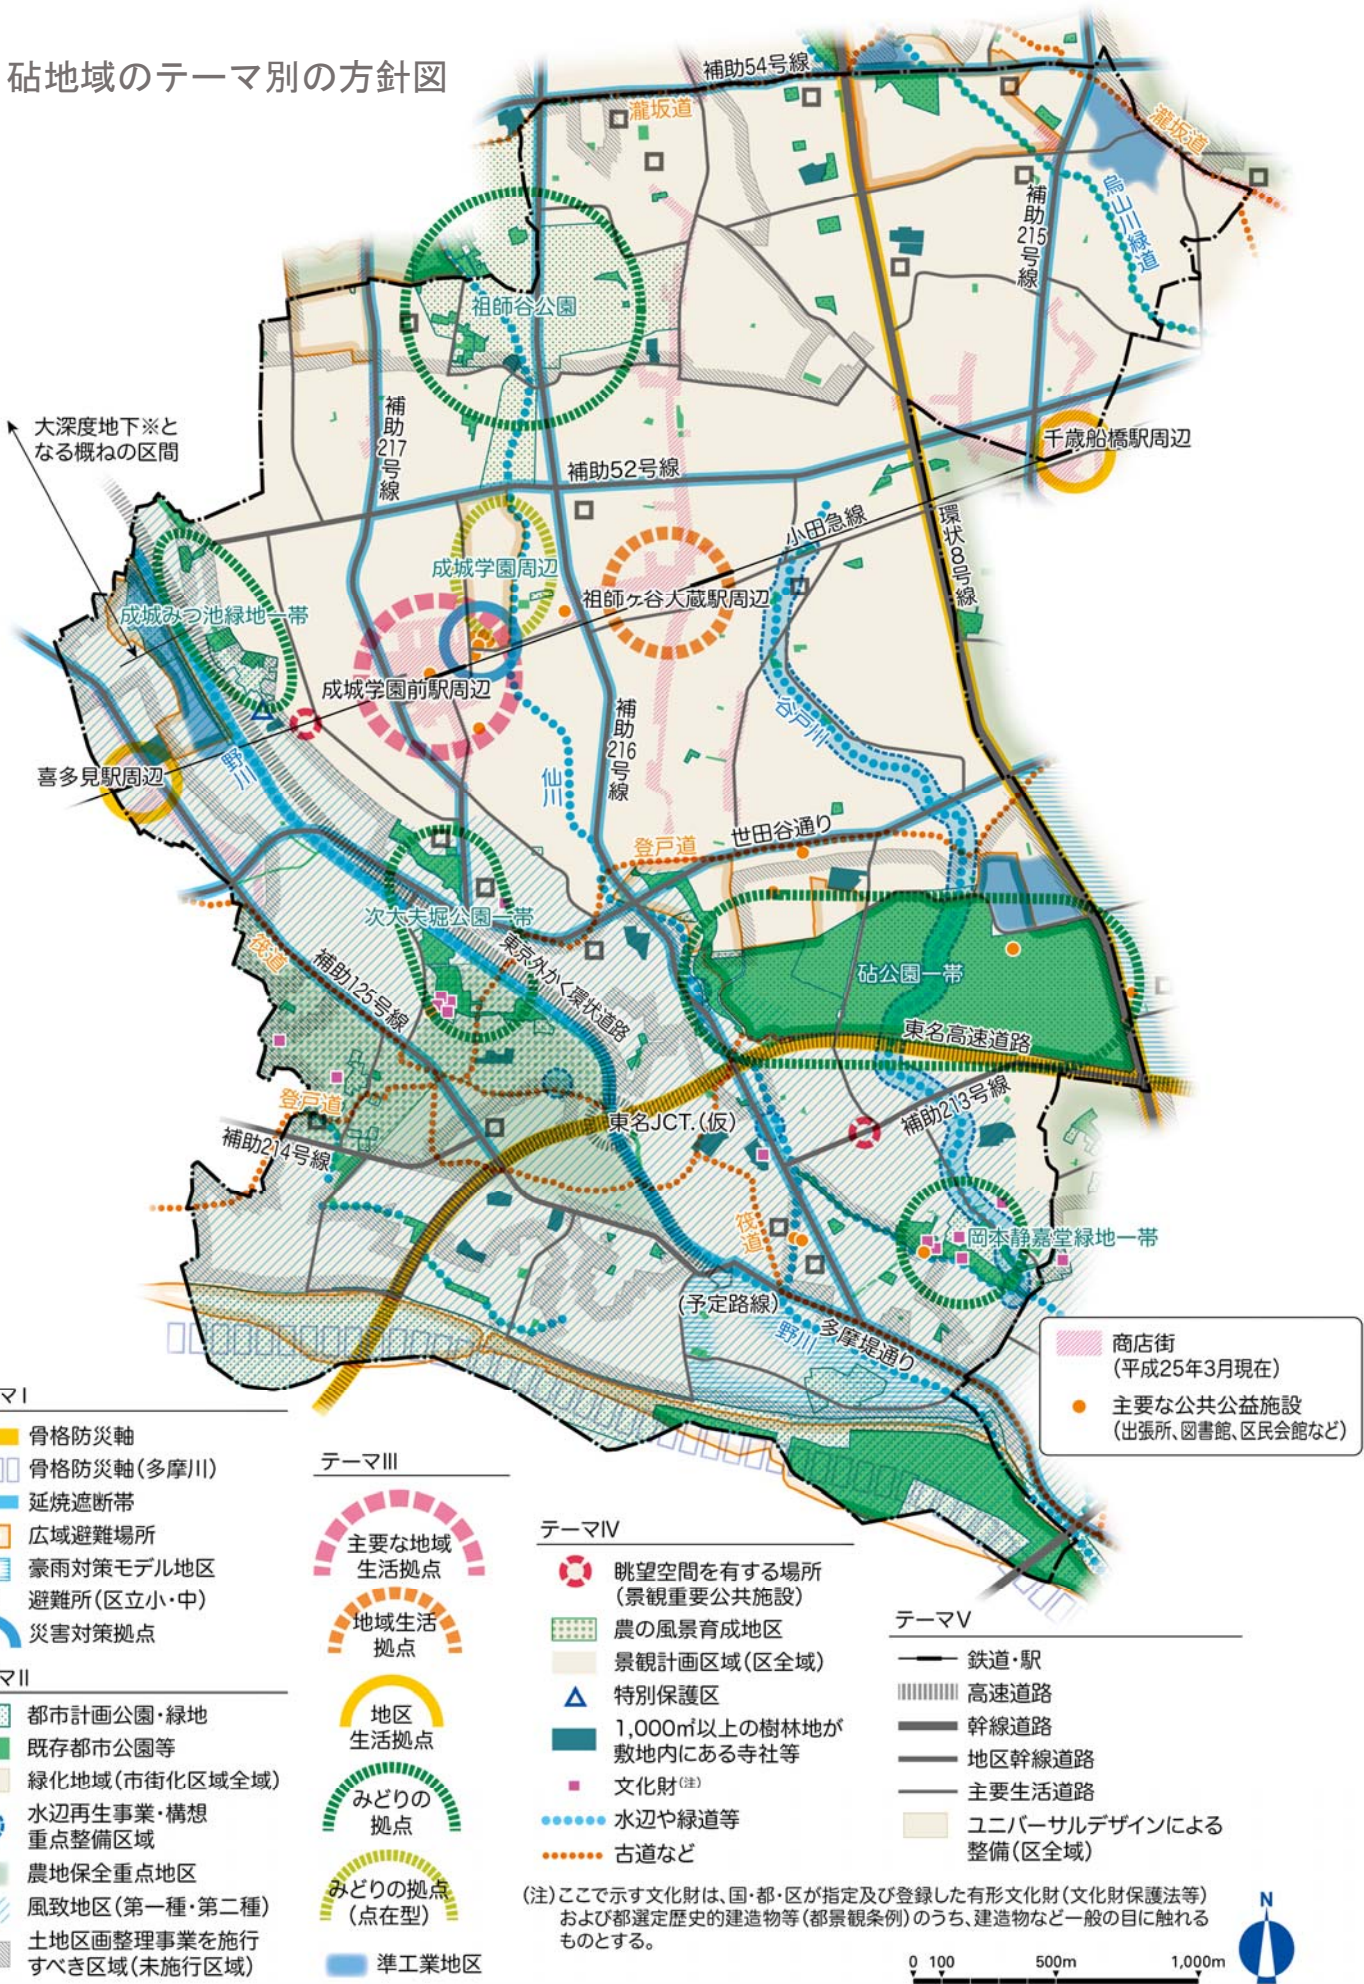 砧地域のテーマ別の方針図
補助54号線
瀧坂道
瀧坂道
烏山川緑道
補助215号線
祖師谷公園
大深度地下※と
なる概ねの区間
補助217号線
千歳船橋駅周辺
補助52号線
小田急線
環状8号線
成城学園周辺
祖師ヶ谷大蔵駅周辺
成城みつ池緑地一帯
成城学園前駅周辺
補助216号線
谷戸川
喜多見駅周辺
野川
仙川
世田谷通り
登戸道
次大夫堀公園一帯
東京外かく環状道路
筏道
補助125号線
砧公園一帯
東名高速道路
登戸道
東名JCT.(仮)
補助213号線
補助214号線
筏道
岡本静嘉堂緑地一帯
(予定路線)
野川
多摩堤通り
商店街
(平成25年3月現在)
主要な公共公益施設
(出張所、図書館、区民会館など)
マI
骨格防災軸
骨格防災軸(多摩川)
延焼遮断帯
広域避難場所
豪雨対策モデル地区
避難所(区立小・中)
災害対策拠点
マII
都市計画公園・緑地
既存都市公園等
緑化地域(市街化区域全域)
水辺再生事業・構想
重点整備区域
農地保全重点地区
風致地区(第一種・第二種)
土地区画整理事業を施行
すべき区域(未施行区域)
テーマIII
主要な地域
生活拠点
地域生活
拠点
地区
生活拠点
みどりの
拠点
みどりの拠点
(点在型)
準工業地区
テーマIV
眺望空間を有する場所
(景観重要公共施設)
農の風景育成地区
景観計画区域(区全域)
特別保護区
1,000㎡以上の樹林地が
敷地内にある寺社等
文化財(注)
水辺や緑道等
古道など
テーマV
鉄道・駅
高速道路
幹線道路
地区幹線道路
主要生活道路
ユニバーサルデザインによる
整備(区全域)
(注)ここで示す文化財は、国・都・区が指定及び登録した有形文化財(文化財保護法等)
および都選定歴史的建造物等(都景観条例)のうち、建造物など一般の目に触れる
ものとする。
N
0 100 500m 1,000m